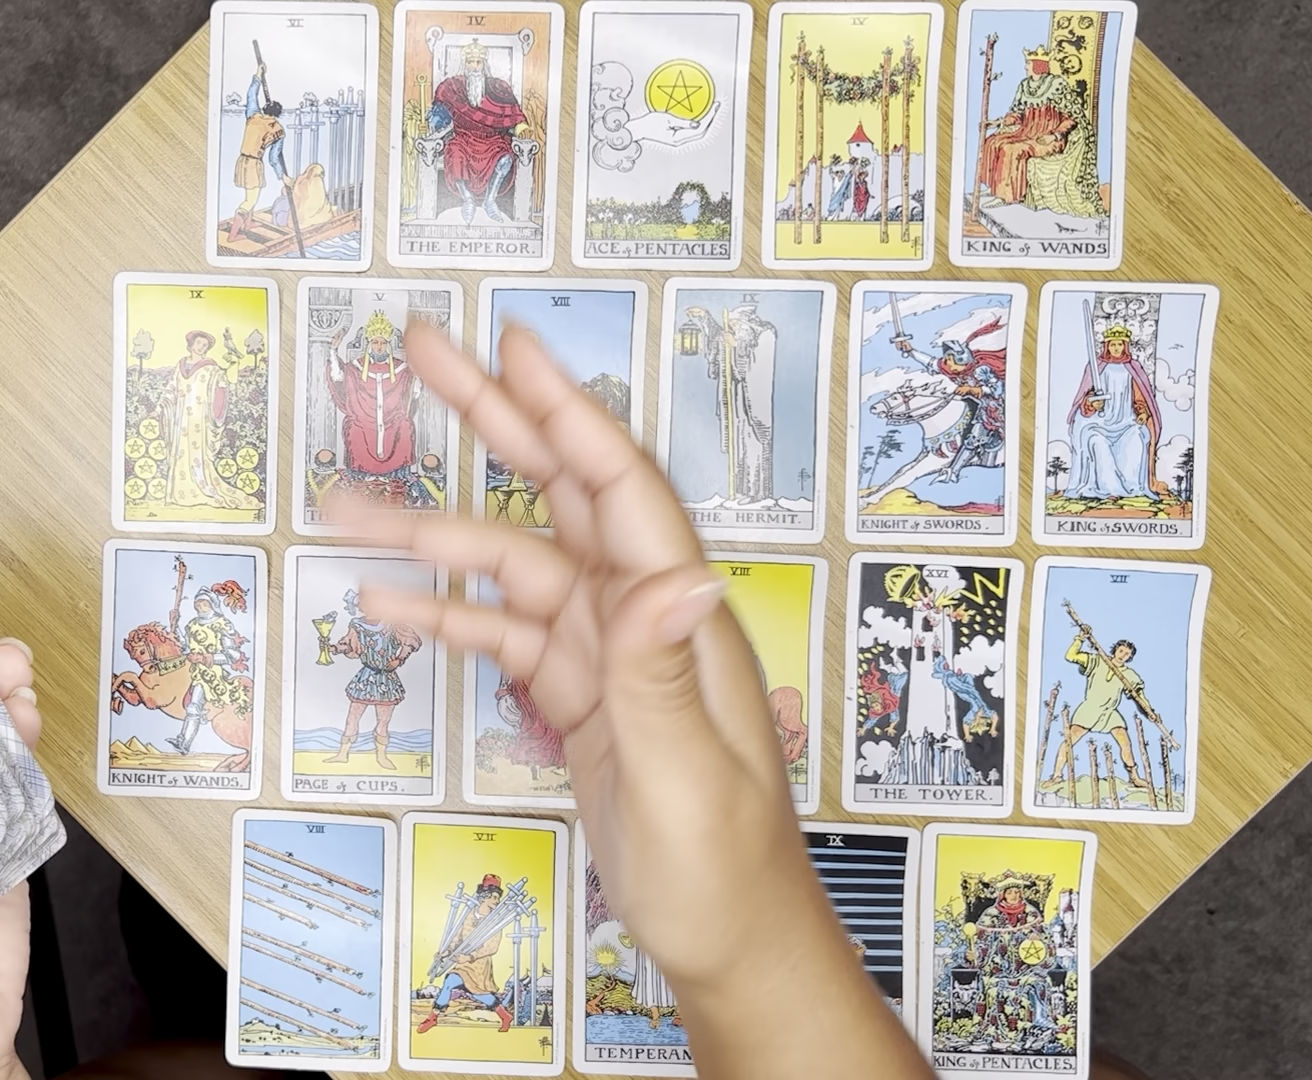 VI
IV
THE EMPEROR.
ACE of PENTACLES.
IV
KING of WANDS
IX
V
VIII
IX
THE HERMIT.
KNIGHT of SWORDS.
KING of SWORDS.
KNIGHT of WANDS.
PAGE of CUPS.
VIII
XVI
THE TOWER.
VII
VIII
VII
TEMPERAN
IX
KING of PENTACLES.